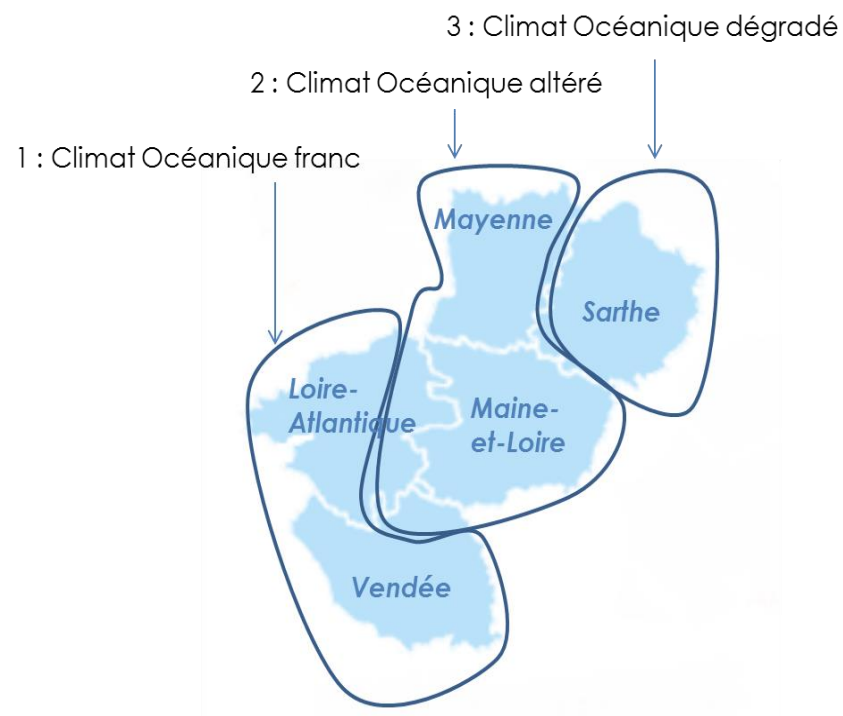 3 : Climat Océanique dégradé
2 : Climat Océanique altéré
1 : Climat Océanique franc
Mayenne
Sarthe
Loire-
Atlantique
Maine-
et-Loire
Vendée